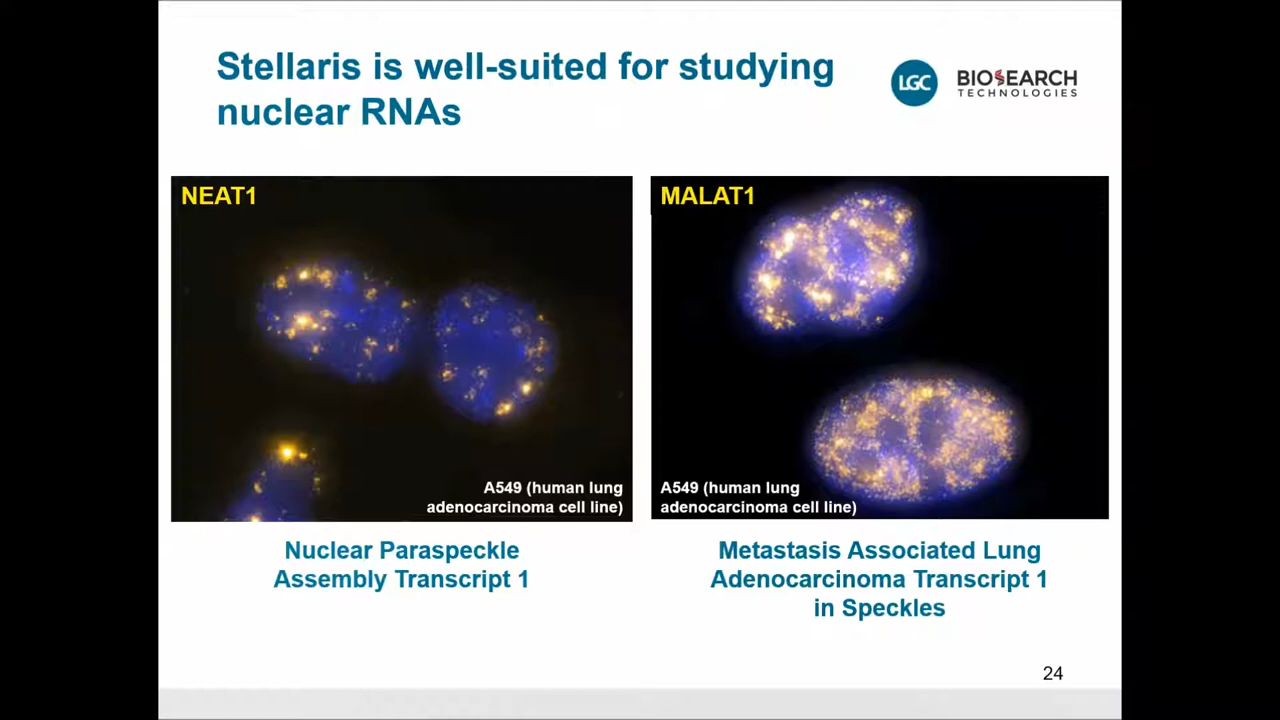 Stellaris is well-suited for studying
nuclear RNAs
LGC
BIOSEARCH
TECHNOLOGIES
NEAT1
A549 (human lung
adenocarcinoma cell line)
MALAT1
A549 (human lung
adenocarcinoma cell line)
Nuclear Paraspeckle
Assembly Transcript 1
Metastasis Associated Lung
Adenocarcinoma Transcript 1
in Speckles
24